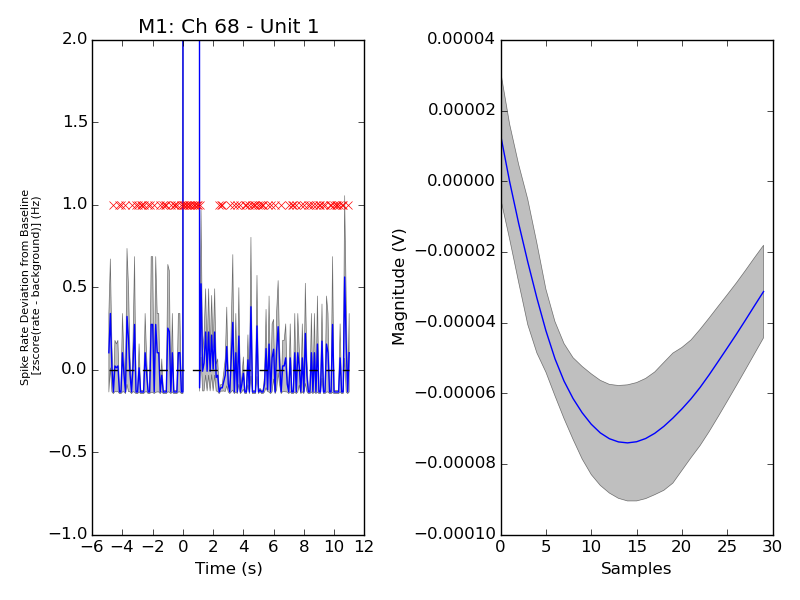 M1: Ch 68 - Unit 1
2.0
1.5
1.0
0.5
0.0
−0.5
−1.0
−6 −4 −2 0 2 4 6 8 10 12
Time (s)
Spike Rate Deviation from Baseline
[zscore(rate - background)] (Hz)
0.00004
0.00002
0.00000
−0.00002
−0.00004
−0.00006
−0.00008
−0.00010
0 5 10 15 20 25 30
Samples
Magnitude (V)